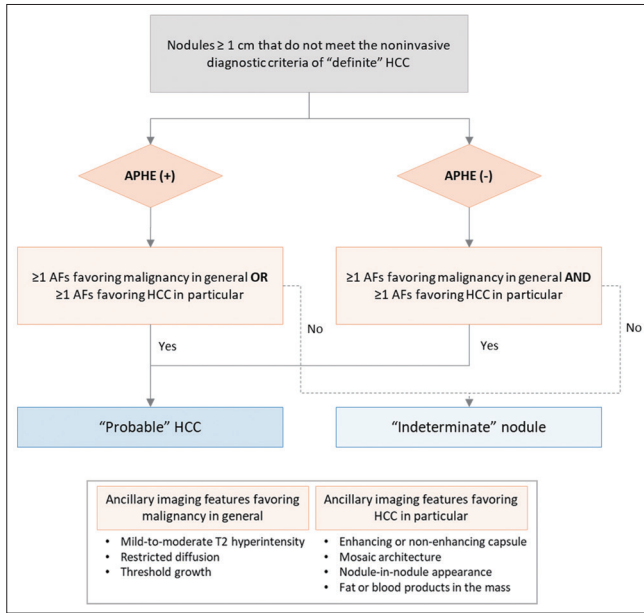 Nodules ≥ 1 cm that do not meet the noninvasive
diagnostic criteria of “definite” HCC
APHE (+)
APHE (-)
≥1 AFs favoring malignancy in general OR
≥1 AFs favoring HCC in particular
≥1 AFs favoring malignancy in general AND
≥1 AFs favoring HCC in particular
No
No
Yes
Yes
“Probable” HCC
“Indeterminate” nodule
Ancillary imaging features favoring
malignancy in general
• Mild-to-moderate T2 hyperintensity
• Restricted diffusion
• Threshold growth
Ancillary imaging features favoring
HCC in particular
• Enhancing or non-enhancing capsule
• Mosaic architecture
• Nodule-in-nodule appearance
• Fat or blood products in the mass